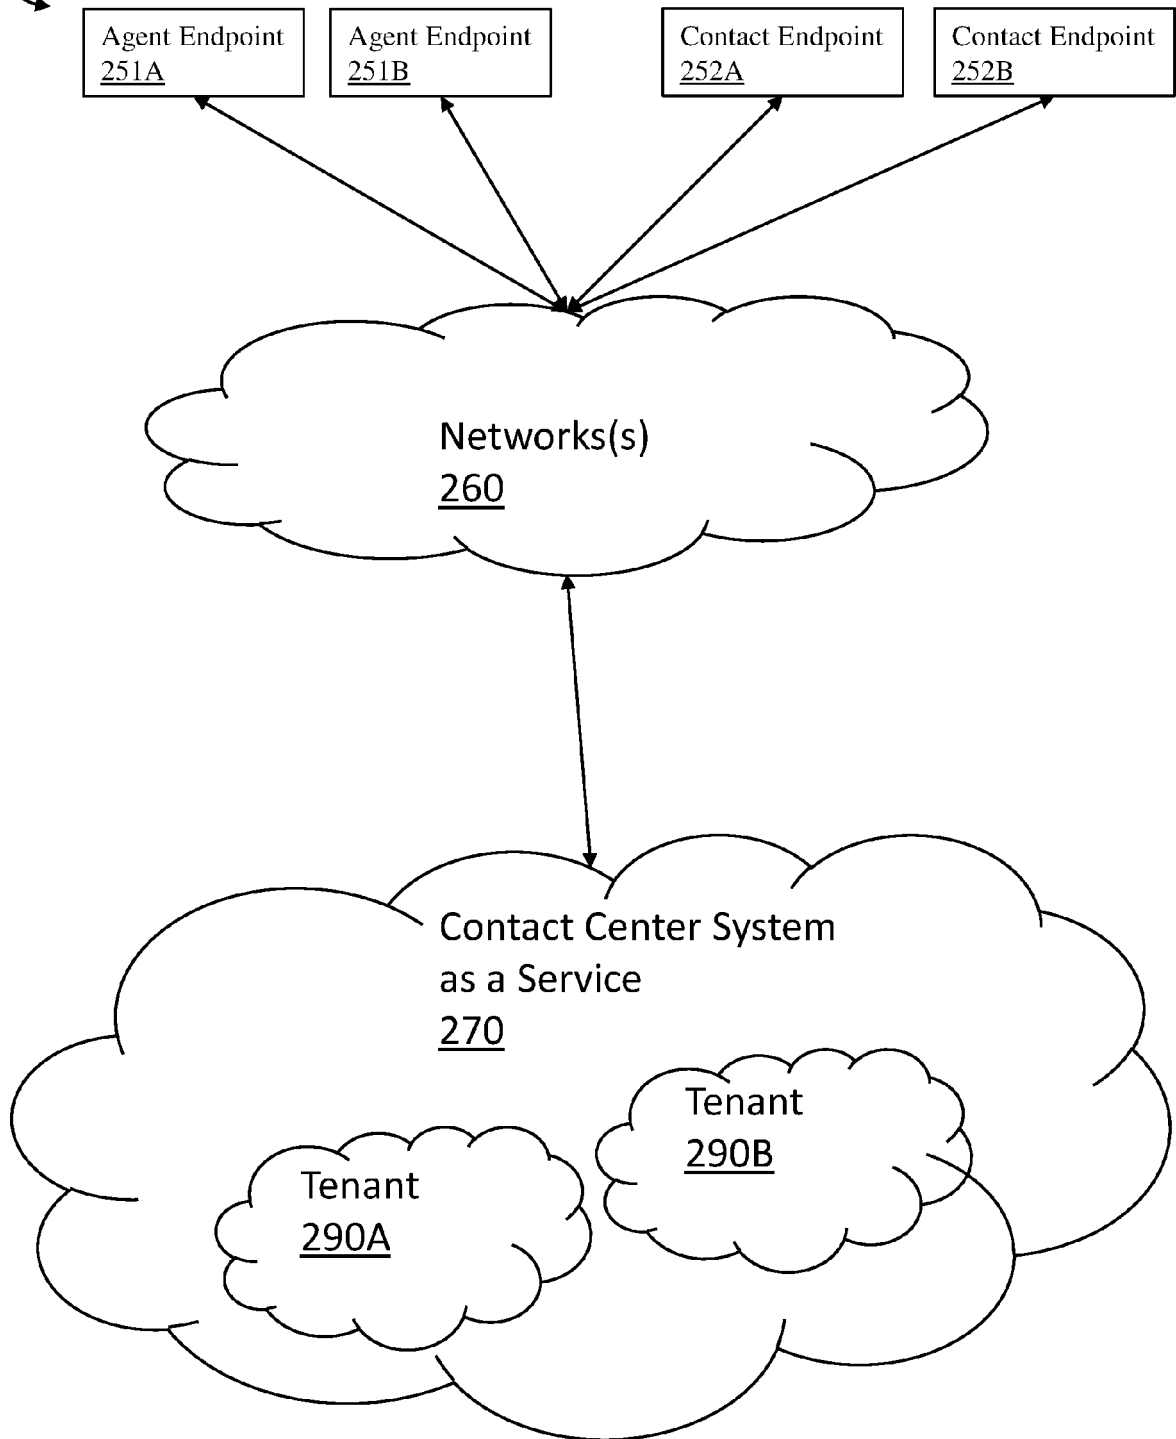 Agent Endpoint
251A
Agent Endpoint
251B
Contact Endpoint
252A
Contact Endpoint
252B
Networks(s)
260
Contact Center System
as a Service
270
Tenant
290B
Tenant
290A